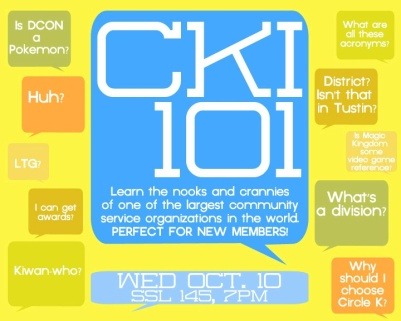 Is DCON
a
Pokemon?
Huh?
LTG?
I can get
awards?
Kiwan-who?
CKI
101
Learn the nooks and crannies
of one of the largest community
service organizations in the world.
PERFECT FOR NEW MEMBERS!
WED OCT. 10
SSL 145, 7PM
What are
all these
acronyms?
District?
Isn't that
in Tustin?
Is Magic
Kingdom
some
video game
reference?
What's
a division?
Why
should I
choose
Circle K?